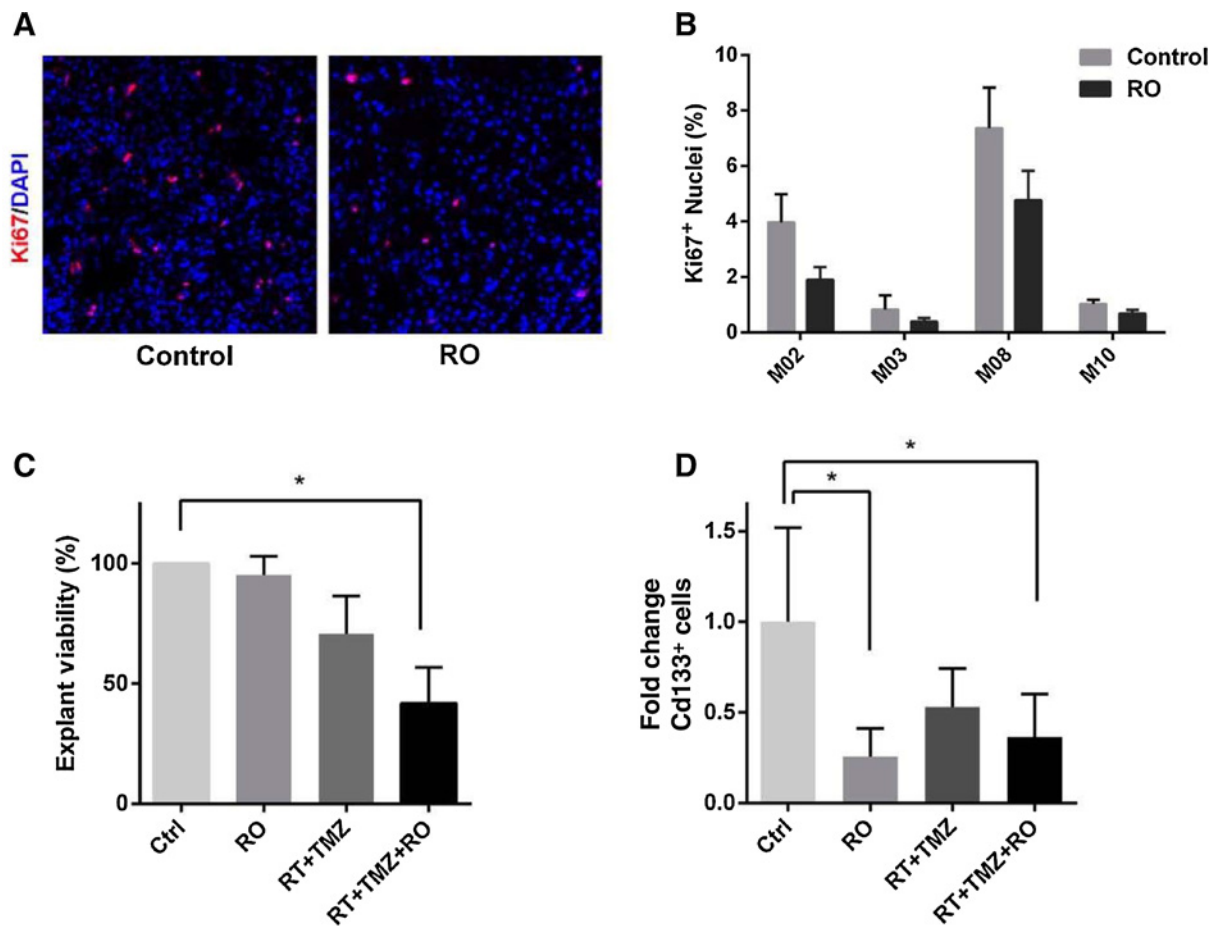 A
Ki67/DAPI
Control
RO
B
Ki67+ Nuclei (%)
10
8
6
4
2
0
Control
RO
M02
M03
M08
M10
C
*
Explant viability (%)
100
50
0
Ctrl
RO
RT+TMZ
RT+TMZ+RO
D
*
*
Fold change
Cd133+ cells
1.5
1.0
0.5
0.0
Ctrl
RO
RT+TMZ
RT+TMZ+RO